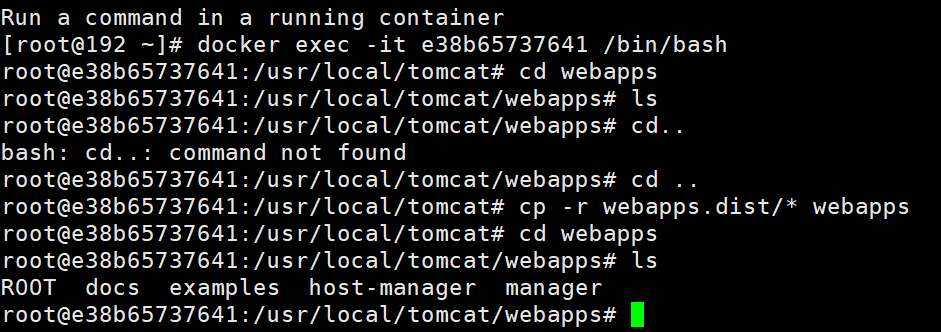 Run a command in a running container
[root@192 ~]# docker exec -it e38b65737641 /bin/bash
root@e38b65737641:/usr/local/tomcat# cd webapps
root@e38b65737641:/usr/local/tomcat/webapps# ls
root@e38b65737641:/usr/local/tomcat/webapps# cd..
bash: cd..: command not found
root@e38b65737641:/usr/local/tomcat/webapps# cd ..
root@e38b65737641:/usr/local/tomcat# cp -r webapps.dist/* webapps
root@e38b65737641:/usr/local/tomcat# cd webapps
root@e38b65737641:/usr/local/tomcat/webapps# ls
ROOT  docs  examples  host-manager  manager
root@e38b65737641:/usr/local/tomcat/webapps#